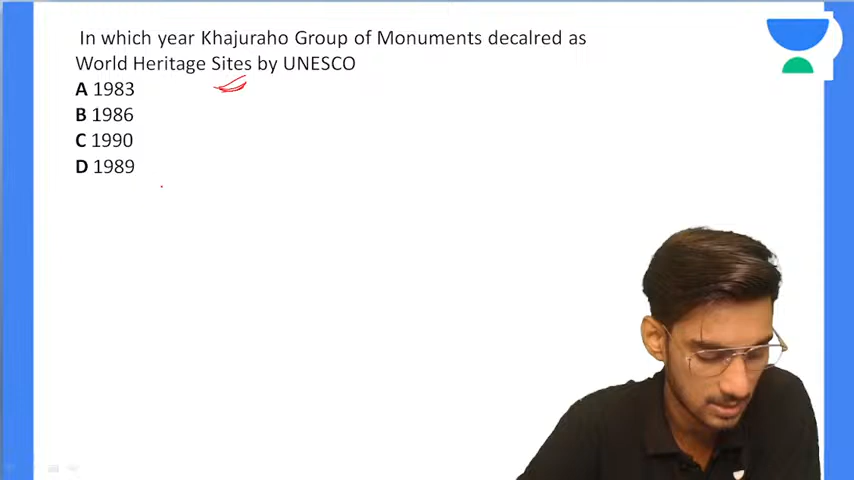 In which year Khajuraho Group of Monuments decalred as
World Heritage Sites by UNESCO
A 1983
B 1986
C 1990
D 1989